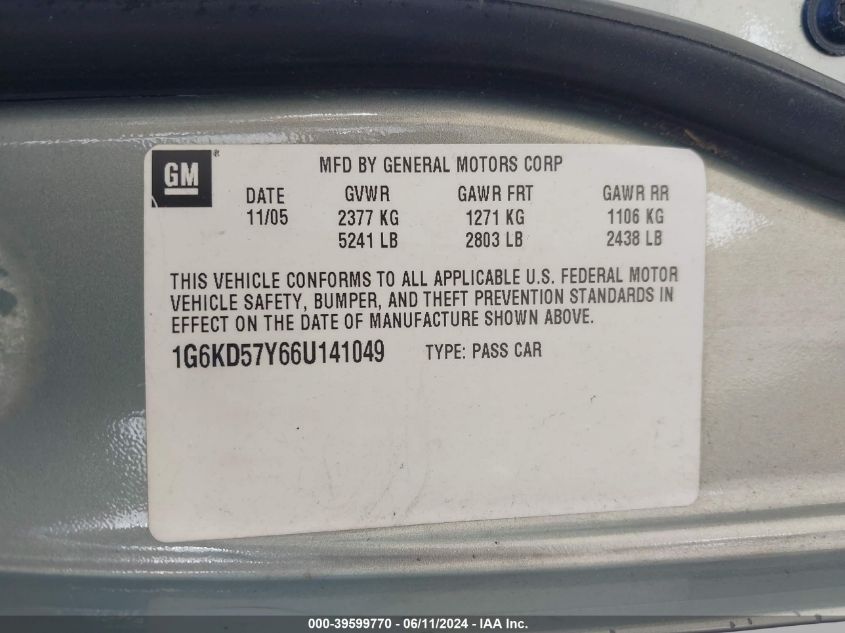 GM®
MFD BY GENERAL MOTORS CORP
DATE GVWR GAWR FRT GAWR RR
11/05 2377 KG 1271 KG 1106 KG
5241 LB 2803 LB 2438 LB
THIS VEHICLE CONFORMS TO ALL APPLICABLE U.S. FEDERAL MOTOR
VEHICLE SAFETY, BUMPER, AND THEFT PREVENTION STANDARDS IN
EFFECT ON THE DATE OF MANUFACTURE SHOWN ABOVE.
1G6KD57Y66U141049 TYPE: PASS CAR
000-39599770 - 06/11/2024 - IAA Inc.